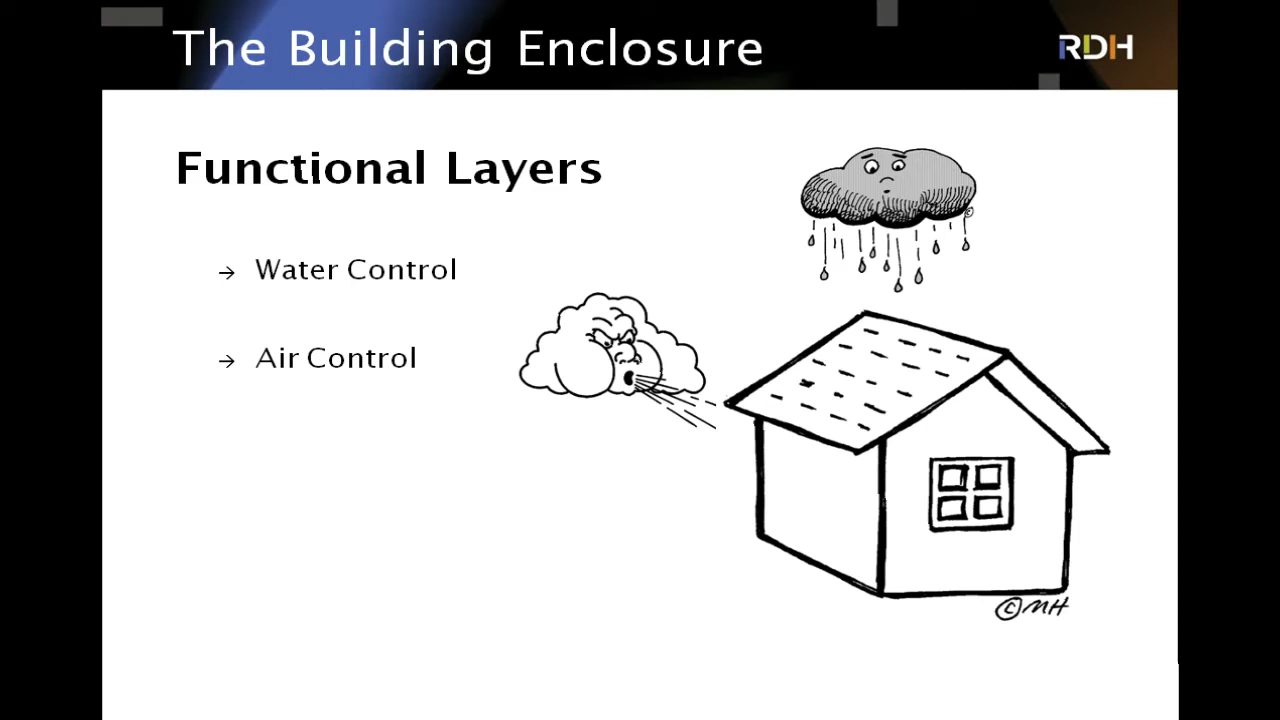 The Building Enclosure
RDH
Functional Layers
→ Water Control
→ Air Control
©
© MH